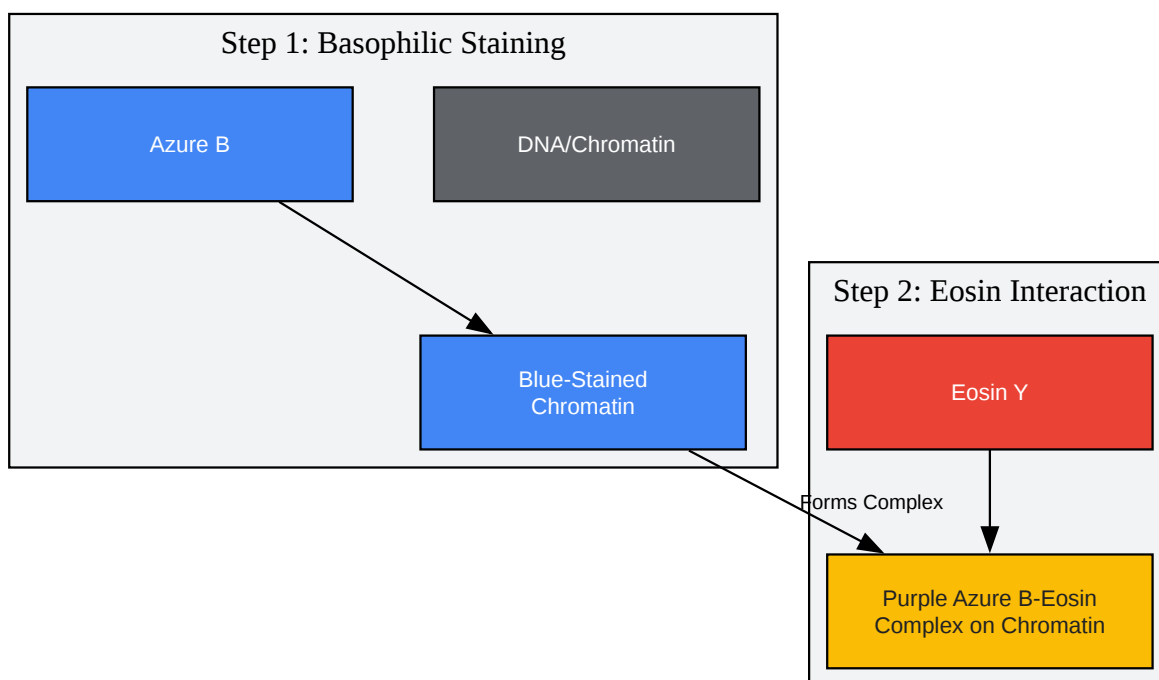 Step 1: Basophilic Staining
Azure B
DNA/Chromatin
Blue-Stained
Chromatin
Step 2: Eosin Interaction
Eosin Y
Forms Complex
Purple Azure B-Eosin
Complex on Chromatin